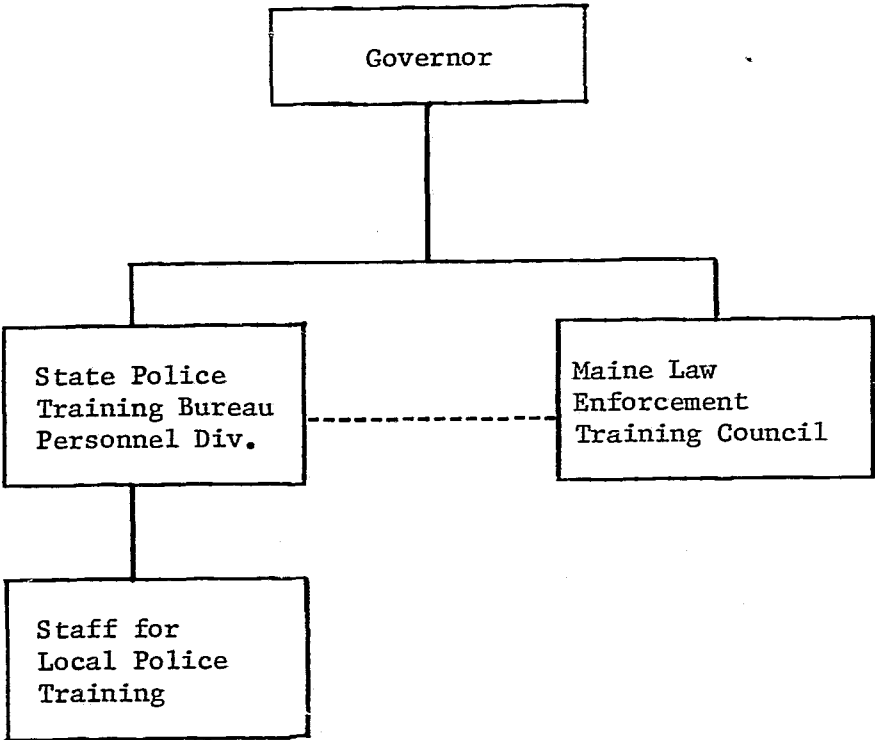 Governor
State Police
Training Bureau
Personnel Div.
Maine Law
Enforcement
Training Council
Staff for
Local Police
Training